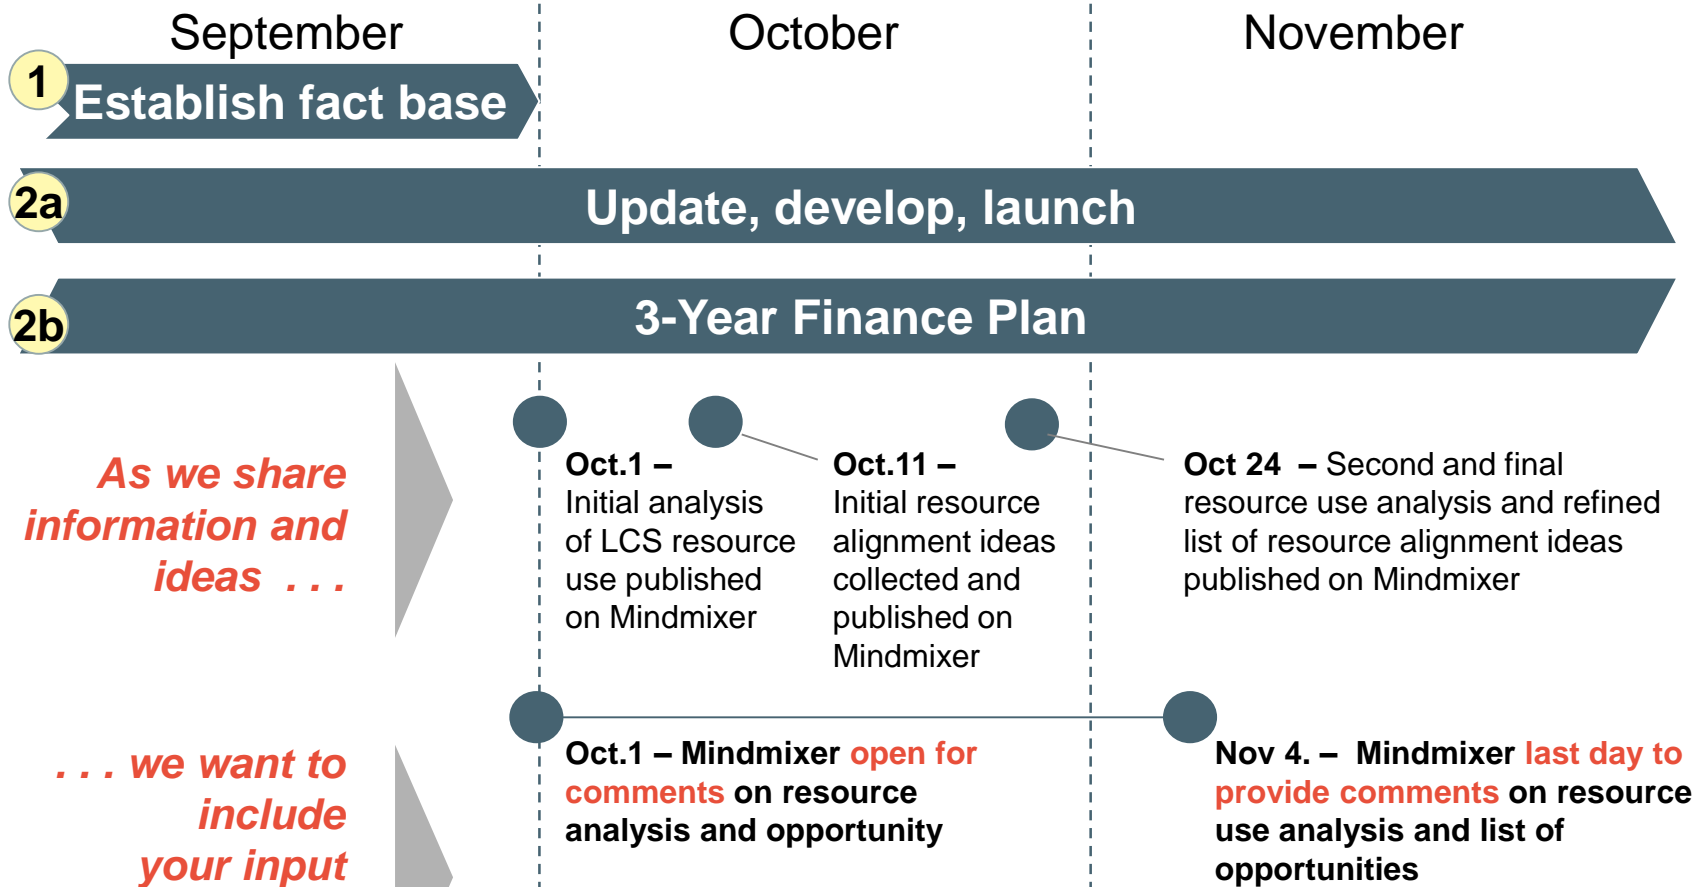 September
October
November
1
Establish fact base
2a
Update, develop, launch
2b
3-Year Finance Plan
As we share
information and
ideas . . .
Oct.1 –
Initial analysis
of LCS resource
use published
on Mindmixer
Oct.11 –
Initial resource
alignment ideas
collected and
published on
Mindmixer
Oct 24 – Second and final
resource use analysis and refined
list of resource alignment ideas
published on Mindmixer
. . . we want to
include
your input
Oct.1 – Mindmixer open for
comments on resource
analysis and opportunity
Nov 4. – Mindmixer last day to
provide comments on resource
use analysis and list of
opportunities